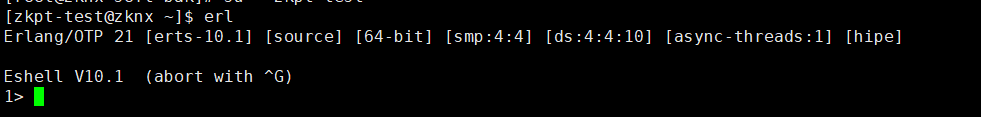 [zkpt-test@zknx ~]$ erl
Erlang/OTP 21 [erts-10.1] [source] [64-bit] [smp:4:4] [ds:4:4:10] [async-threads:1] [hipe]
Eshell V10.1  (abort with ^G)
1>